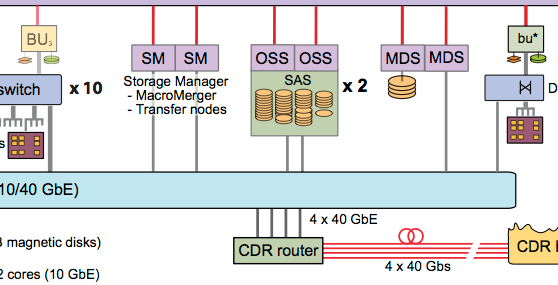 BU3
bu*
SM SM
OSS OSS
MDS MDS
SAS
switch
x 10
Storage Manager
- MacroMerger
- Transfer nodes
x 2
D
s
10/40 GbE)
4 x 40 GbE
magnetic disks)
CDR router
CDR
4 x 40 Gbs
2 cores (10 GbE)